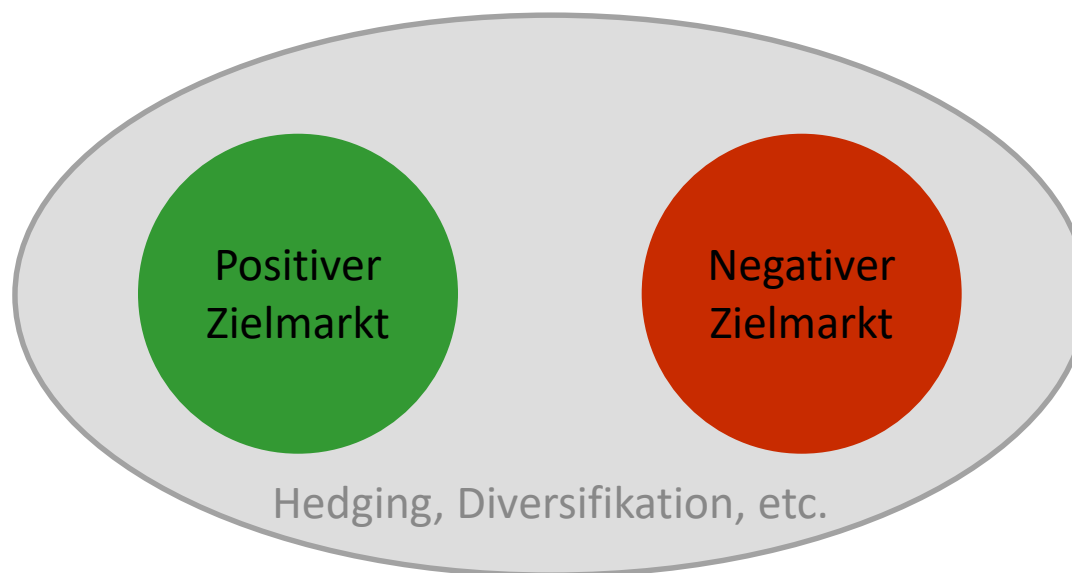 Positiver
Zielmarkt
Negativer
Zielmarkt
Hedging, Diversifikation, etc.